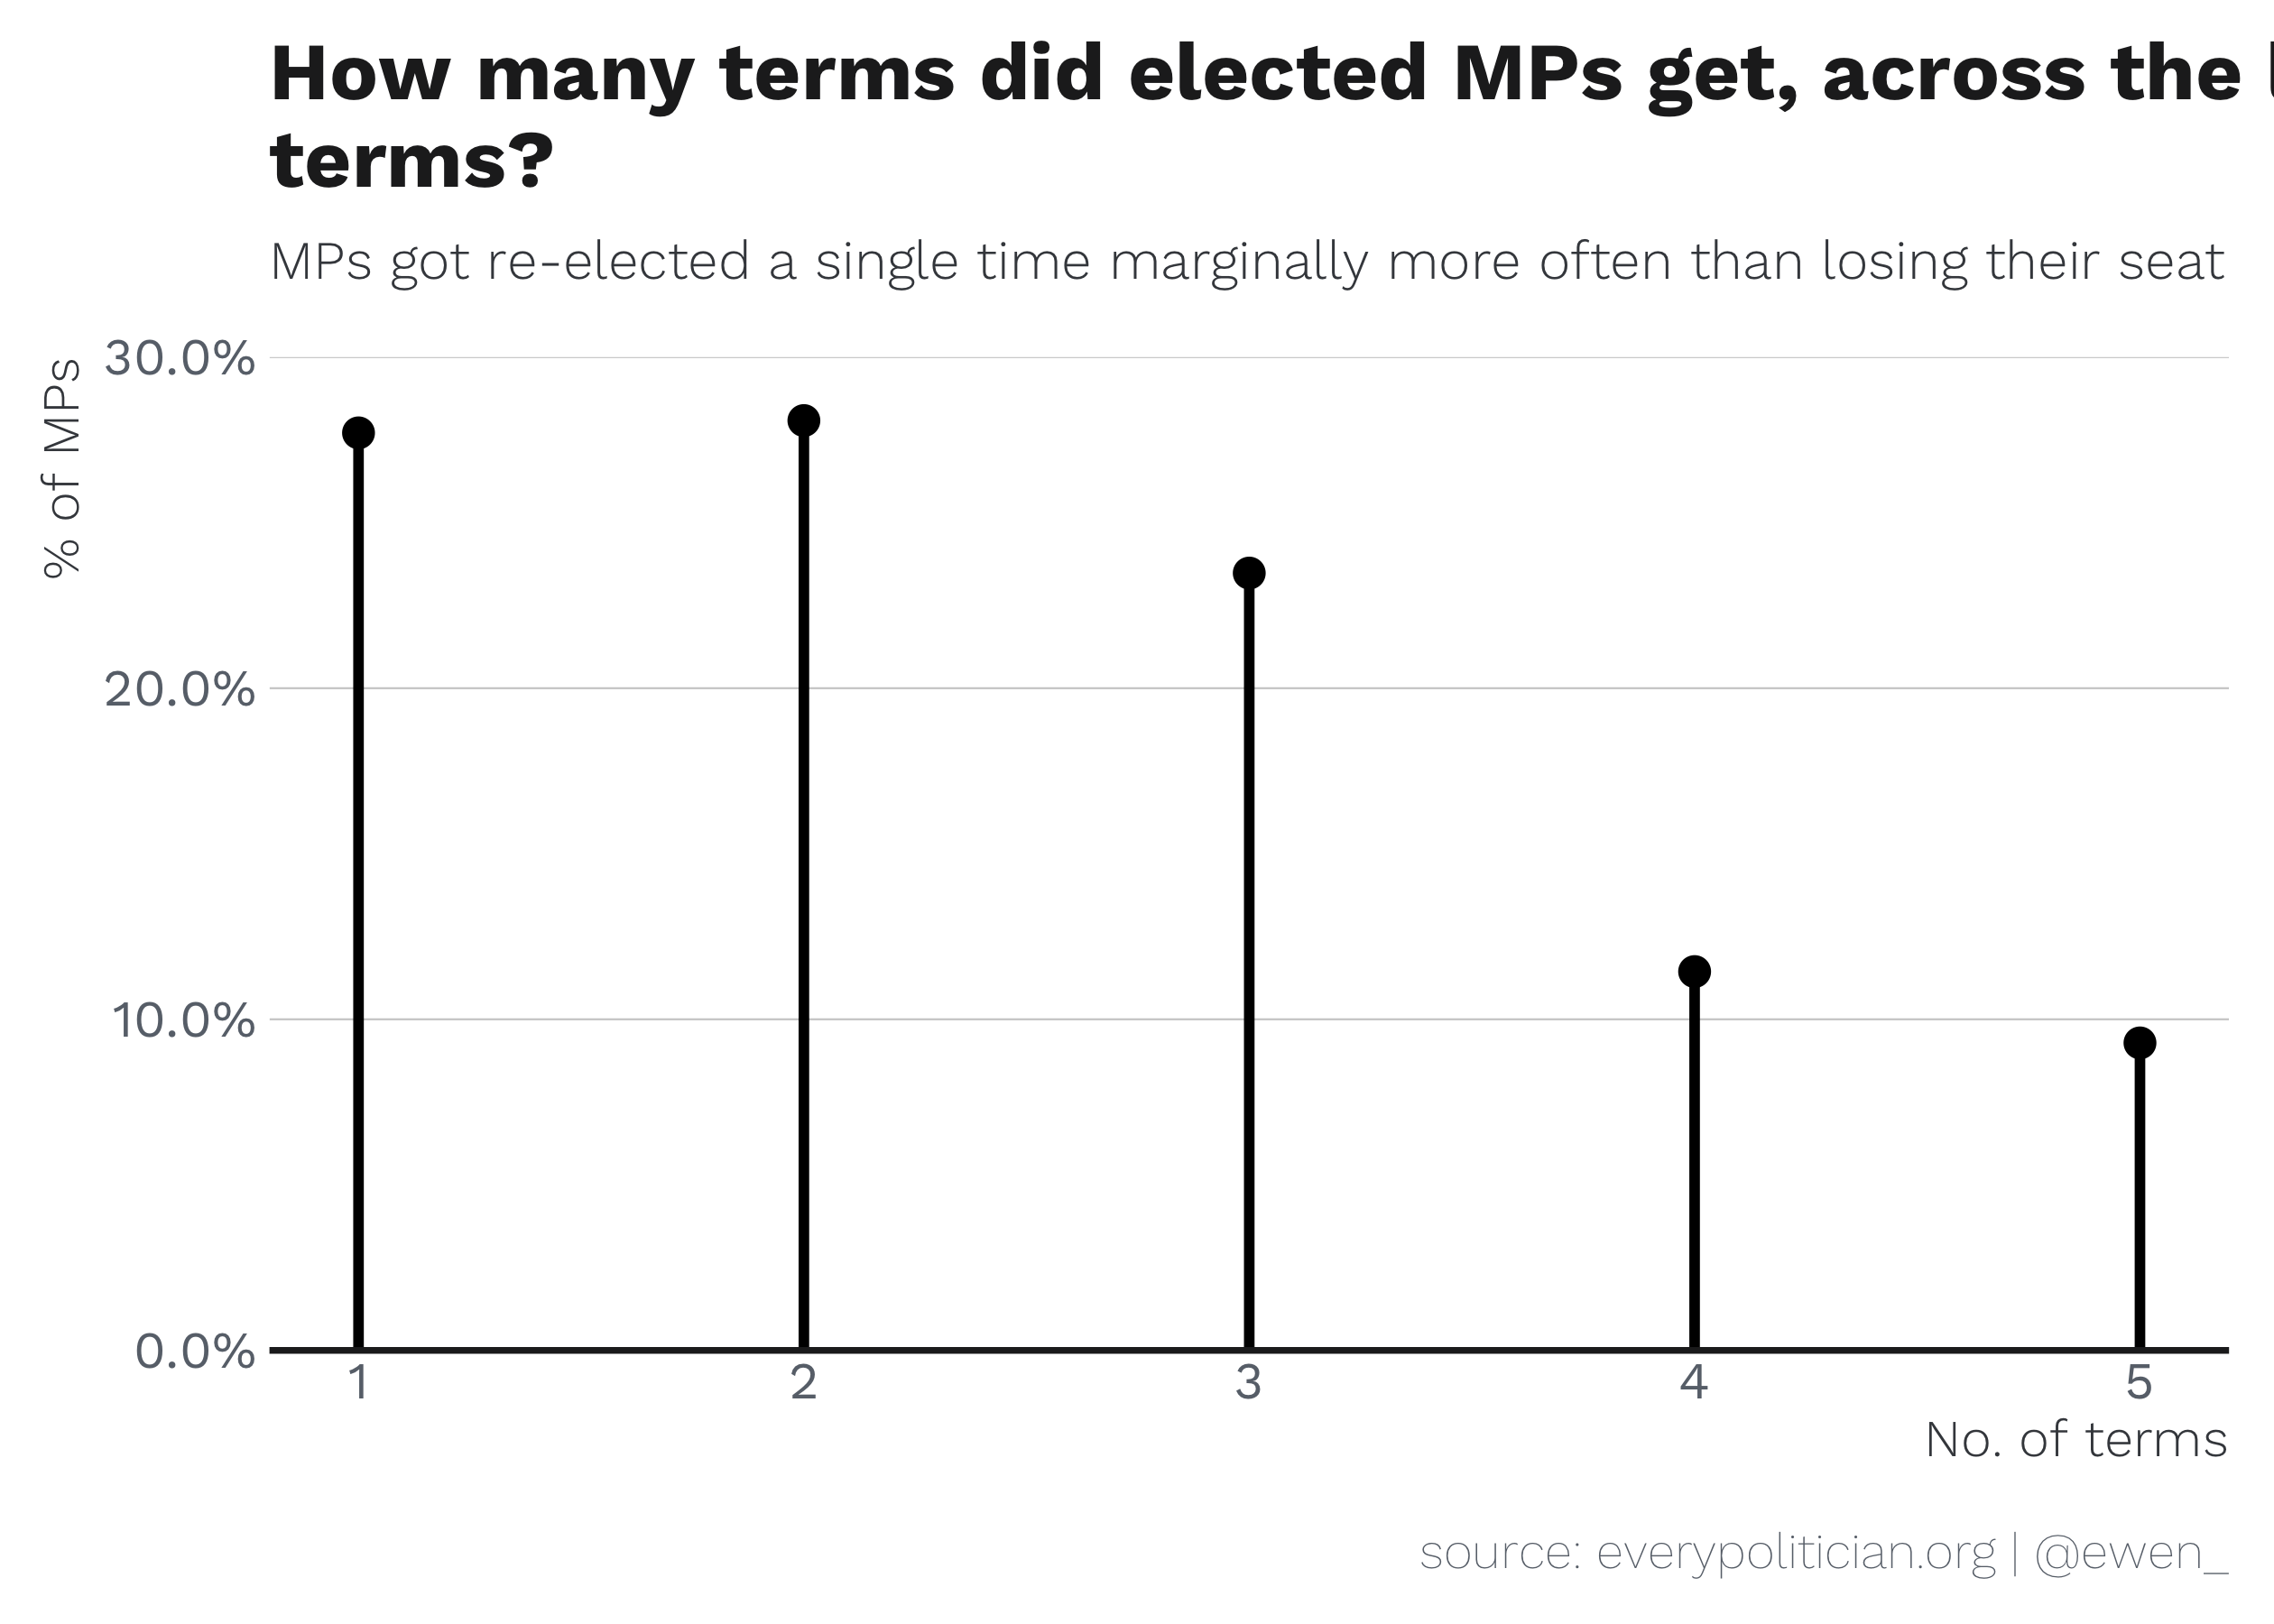 How many terms did elected MPs get, across the
terms?
MPs got re-elected a single time marginally more often than losing their seat
% of MPs
30.0%
20.0%
10.0%
0.0%
1 2 3 4 5
No. of terms
source: everypolitician.org | @ewen_